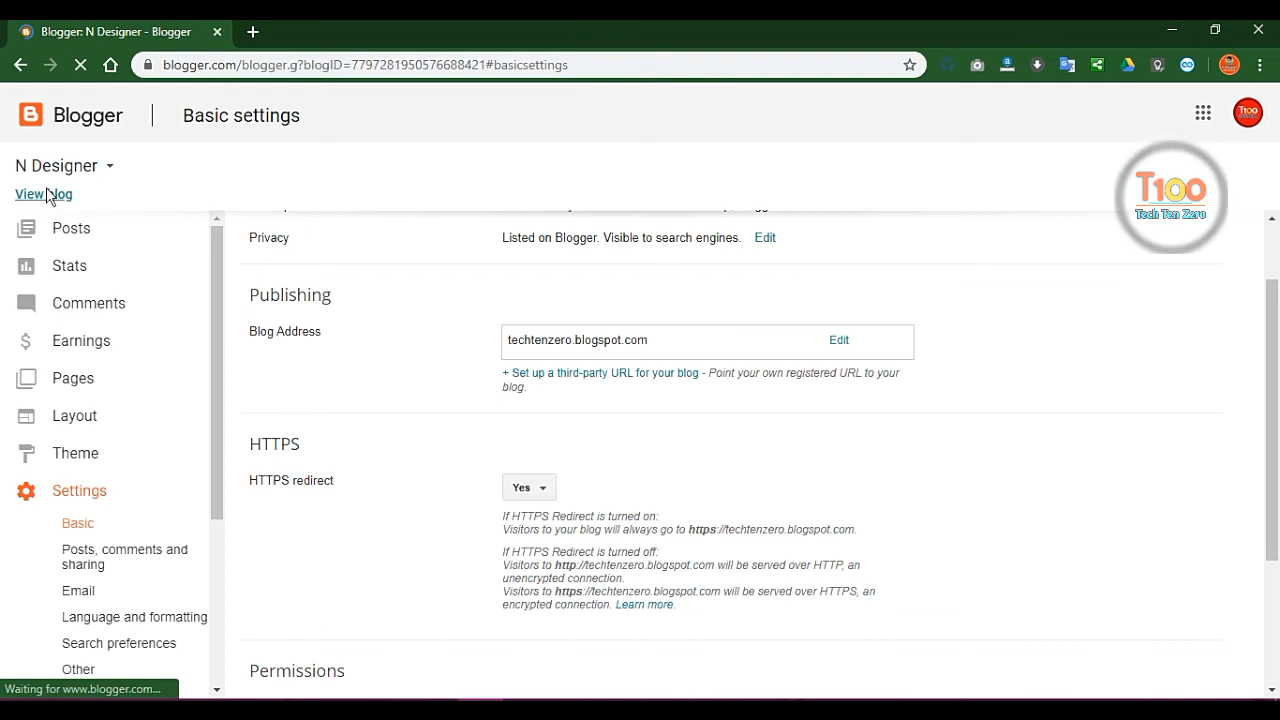 Blogger: N Designer - Blogger
blogger.com/blogger.g?blogID=7797281950576688421#basicsettings
Blogger
Basic settings
N Designer
View blog
T100
Tech Ten Zero
Posts
Stats
Comments
Earnings
Pages
Layout
Theme
Settings
Basic
Posts, comments and
sharing
Email
Language and formatting
Search preferences
Other
Privacy
Listed on Blogger. Visible to search engines. Edit
Publishing
Blog Address
techtenzero.blogspot.com Edit
+ Set up a third-party URL for your blog - Point your own registered URL to your
blog.
HTTPS
HTTPS redirect
Yes
If HTTPS Redirect is turned on:
Visitors to your blog will always go to https://techtenzero.blogspot.com.
If HTTPS Redirect is turned off:
Visitors to http://techtenzero.blogspot.com will be served over HTTP, an
unencrypted connection.
Visitors to https://techtenzero.blogspot.com will be served over HTTPS, an
encrypted connection. Learn more.
Permissions
Waiting for www.blogger.com...